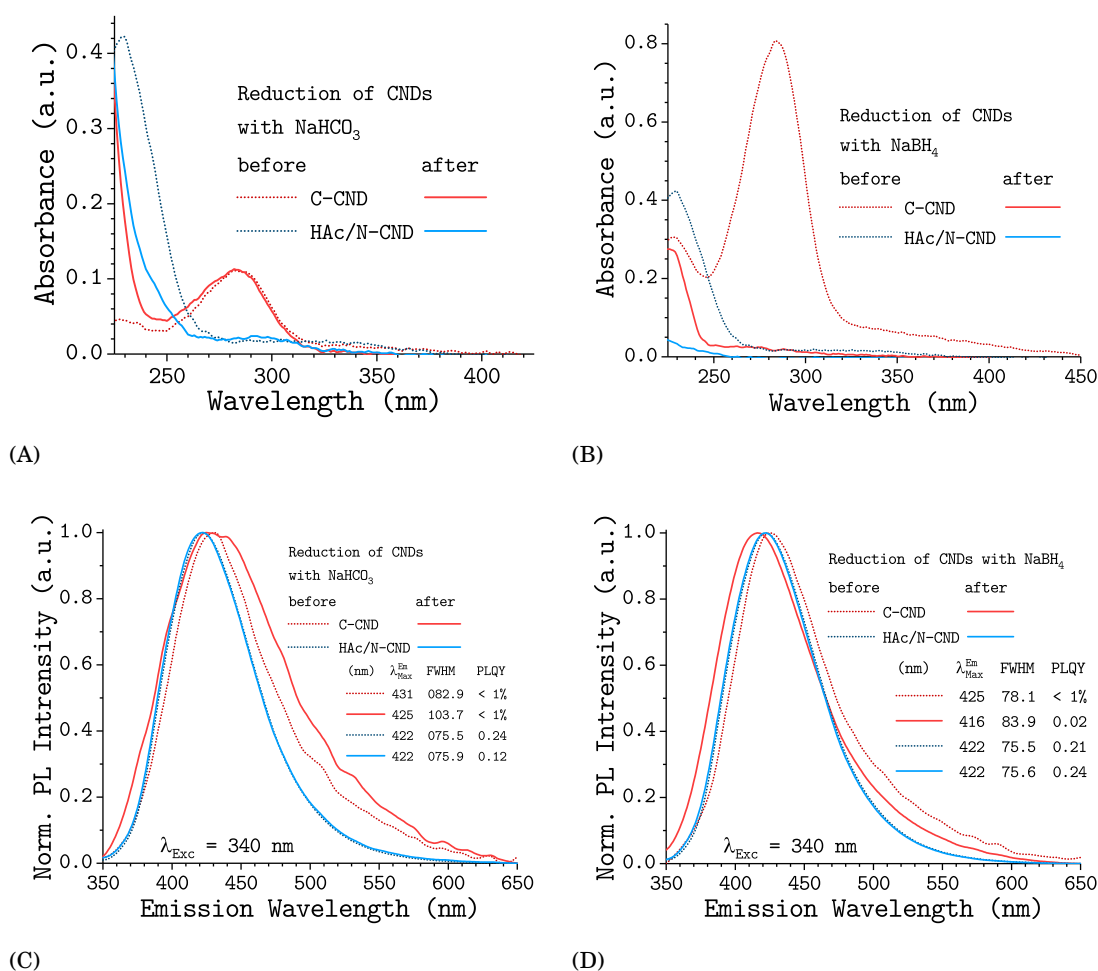 Absorbance (a.u.)
0.4
0.3
0.2
0.1
0.0
Reduction of CNDs
with NaHCO₃
before after
C-CND
HAc/N-CND
250 300 350 400
Wavelength (nm)
(A)
Absorbance (a.u.)
0.8
0.6
0.4
0.2
0.0
Reduction of CNDs
with NaBH₄
before after
C-CND
HAc/N-CND
250 300 350 400 450
Wavelength (nm)
(B)
Norm. PL Intrensity (a.u.)
1.0
0.8
0.6
0.4
0.2
0.0
Reduction of CNDs
with NaHCO₃
before after
C-CND
HAc/N-CND
(nm) λ Em Max FWHM PLQY
431 082.9 < 1%
425 103.7 < 1%
422 075.5 0.24
422 075.9 0.12
λExc = 340 nm
350 400 450 500 550 600 650
Emission Wavelength (nm)
(C)
Norm. PL Intrensity (a.u.)
1.0
0.8
0.6
0.4
0.2
0.0
Reduction of CNDs with NaBH₄
before after
C-CND
HAc/N-CND
(nm) λ Em Max FWHM PLQY
425 78.1 < 1%
416 83.9 0.02
422 75.5 0.21
422 75.6 0.24
λExc = 340 nm
350 400 450 500 550 600 650
Emission Wavelength (nm)
(D)